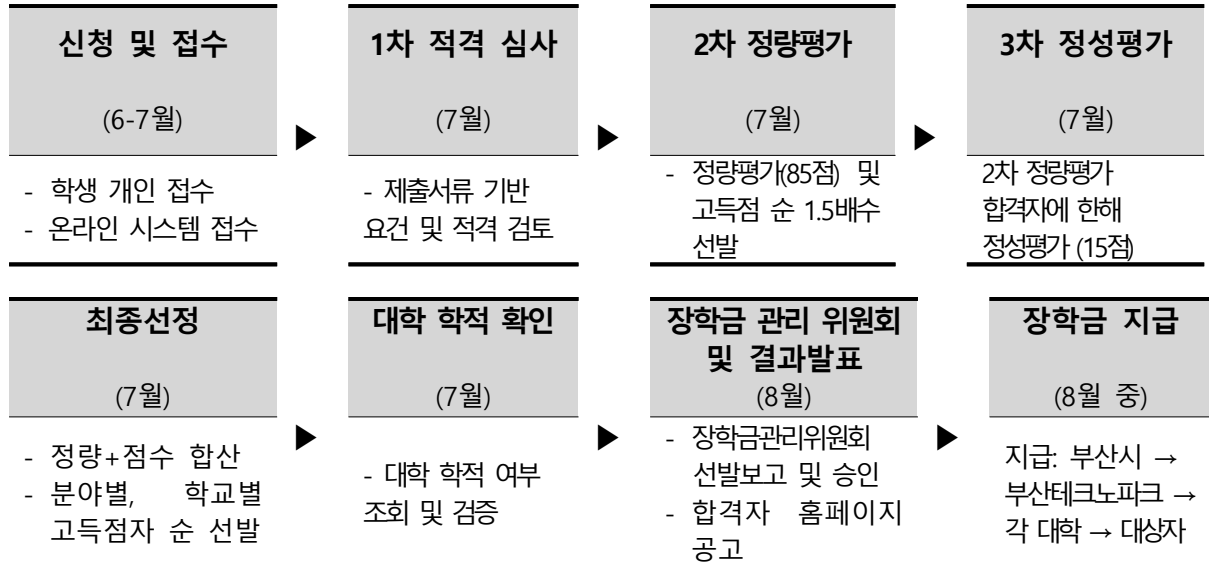 신청 및 접수
(6-7월)
- 학생 개인 접수
- 온라인 시스템 접수
▶
1차 적격 심사
(7월)
- 제출서류 기반
요건 및 적격 검토
▶
2차 정량평가
(7월)
- 정량평가(85점) 및
고득점 순 1.5배수
선발
▶
3차 정성평가
(7월)
2차 정량평가
합격자에 한해
정성평가 (15점)
최종선정
(7월)
- 정량+점수 합산
- 분야별, 학교별
고득점자 순 선발
▶
대학 학적 확인
(7월)
- 대학 학적 여부
조회 및 검증
▶
장학금 관리 위원회
및 결과발표
(8월)
- 장학금관리위원회
선발보고 및 승인
- 합격자 홈페이지
공고
▶
장학금 지급
(8월 중)
지급: 부산시 →
부산테크노파크 →
각 대학 → 대상자